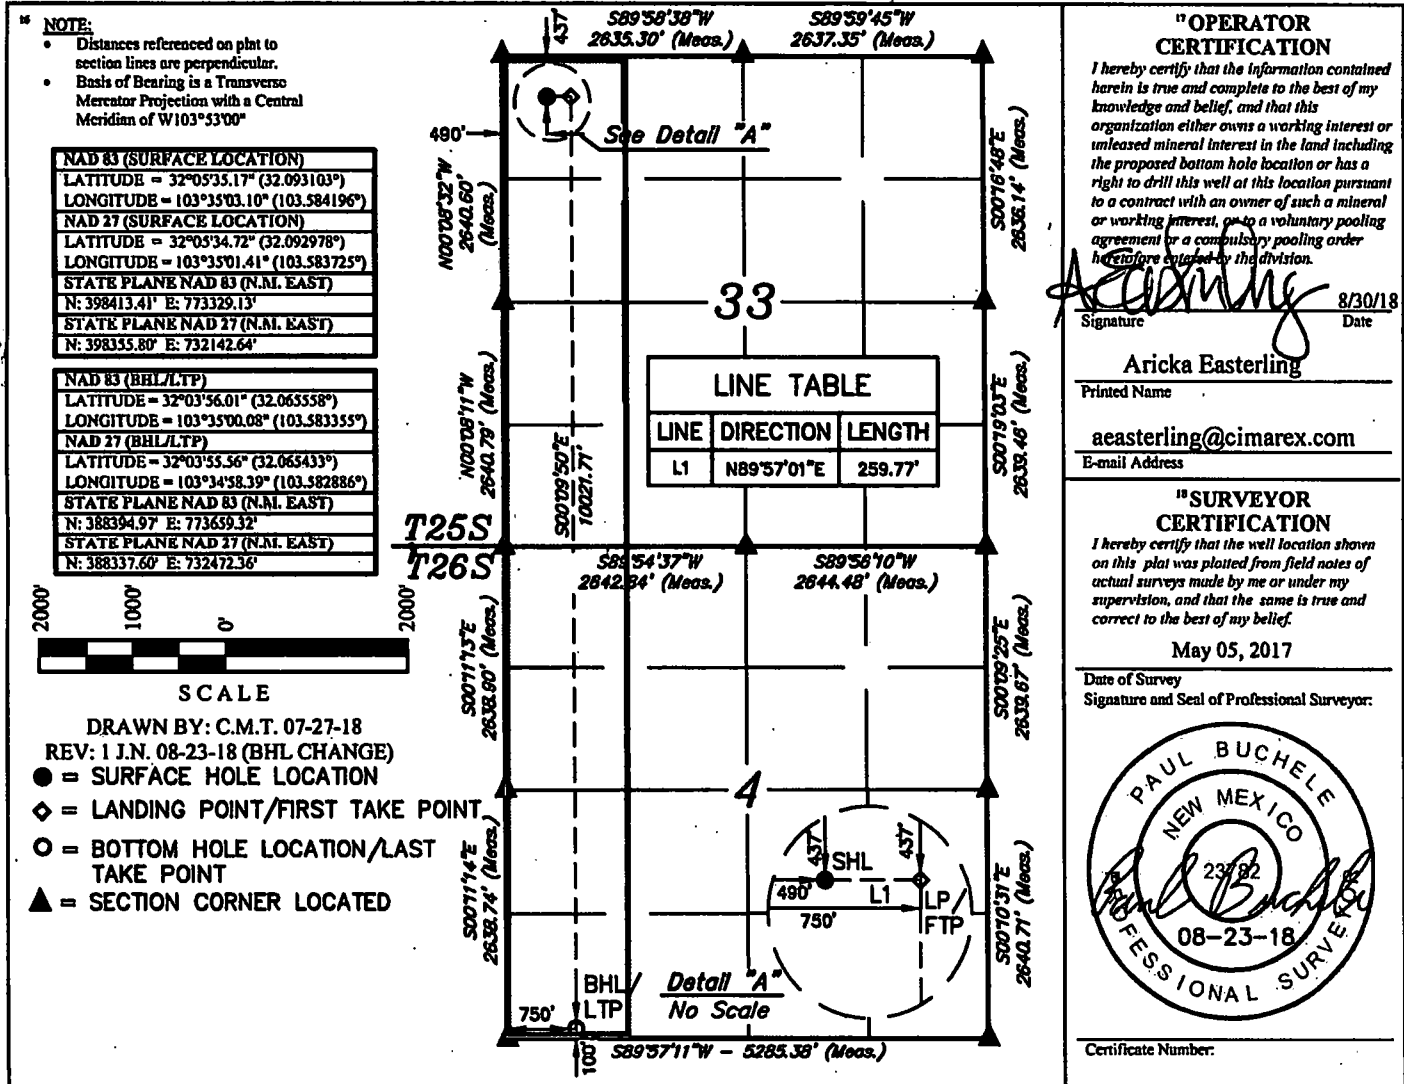 16 NOTE:
• Distances referenced on plat to
section lines are perpendicular.
• Basis of Bearing is a Transverse
Mercator Projection with a Central
Meridian of W103°53'00"
NAD 83 (SURFACE LOCATION)
LATITUDE = 32°05'35.17" (32.093103°)
LONGITUDE = 103°35'03.10" (103.584196°)
NAD 27 (SURFACE LOCATION)
LATITUDE = 32°05'34.72" (32.092978°)
LONGITUDE = 103°35'01.41" (103.583725°)
STATE PLANE NAD 83 (N.M. EAST)
N: 398413.41' E: 773329.13'
STATE PLANE NAD 27 (N.M. EAST)
N: 398355.80' E: 732142.64'
NAD 83 (BHL/LTP)
LATITUDE = 32°03'56.01" (32.065558°)
LONGITUDE = 103°35'00.08" (103.583355°)
NAD 27 (BHL/LTP)
LATITUDE = 32°03'55.56" (32.065433°)
LONGITUDE = 103°34'58.39" (103.582886°)
STATE PLANE NAD 83 (N.M. EAST)
N: 388394.97' E: 773659.32'
STATE PLANE NAD 27 (N.M. EAST)
N: 388337.60' E: 732472.36'
2000' 1000' 0' 2000'
SCALE
DRAWN BY: C.M.T. 07-27-18
REV: 1 J.N. 08-23-18 (BHL CHANGE)
= SURFACE HOLE LOCATION
= LANDING POINT/FIRST TAKE POINT
= BOTTOM HOLE LOCATION/LAST
TAKE POINT
= SECTION CORNER LOCATED
437'
S89°58'38"W
2635.30' (Meas.)
S89°59'45"W
2637.35' (Meas.)
490'
See Detail "A"
N00°08'32"W
2640.60'
(Meas.)
S00°16'48"E
2636.14' (Meas.)
33
N00°08'11"W
2640.79' (Meas.)
S00°09'50"E
10021.71'
LINE TABLE
LINE DIRECTION LENGTH
L1 N89°57'01"E 259.77'
S00°19'03"E
2639.46' (Meas.)
T25S
T26S
S89°54'37"W
2642.84' (Meas.)
S89°58'10"W
2644.48' (Meas.)
S00°11'13"E
2638.90' (Meas.)
S00°09'25"E
2639.67' (Meas.)
4
S00°11'14"E
2638.74' (Meas.)
437'
437'
SHL
490'
L1
750'
LP/
FTP
S00°10'31"E
2640.71' (Meas.)
BHL/
LTP
Detail "A"
No Scale
750'
100'
S89°57'11"W - 5285.38' (Meas.)
17 OPERATOR
CERTIFICATION
I hereby certify that the information contained
herein is true and complete to the best of my
knowledge and belief, and that this
organization either owns a working interest or
unleased mineral interest in the land including
the proposed bottom hole location or has a
right to drill this well at this location pursuant
to a contract with an owner of such a mineral
or working interest, or to a voluntary pooling
agreement or a compulsory pooling order
heretofore entered by the division.
8/30/18
Signature Date
Aricka Easterling
Printed Name
aeasterling@cimarex.com
E-mail Address
18 SURVEYOR
CERTIFICATION
I hereby certify that the well location shown
on this plat was plotted from field notes of
actual surveys made by me or under my
supervision, and that the same is true and
correct to the best of my belief.
May 05, 2017
Date of Survey
Signature and Seal of Professional Surveyor:
PAUL BUCHELE
NEW MEXICO
23782
08-23-18
PROFESSIONAL SURVEYOR
Certificate Number: